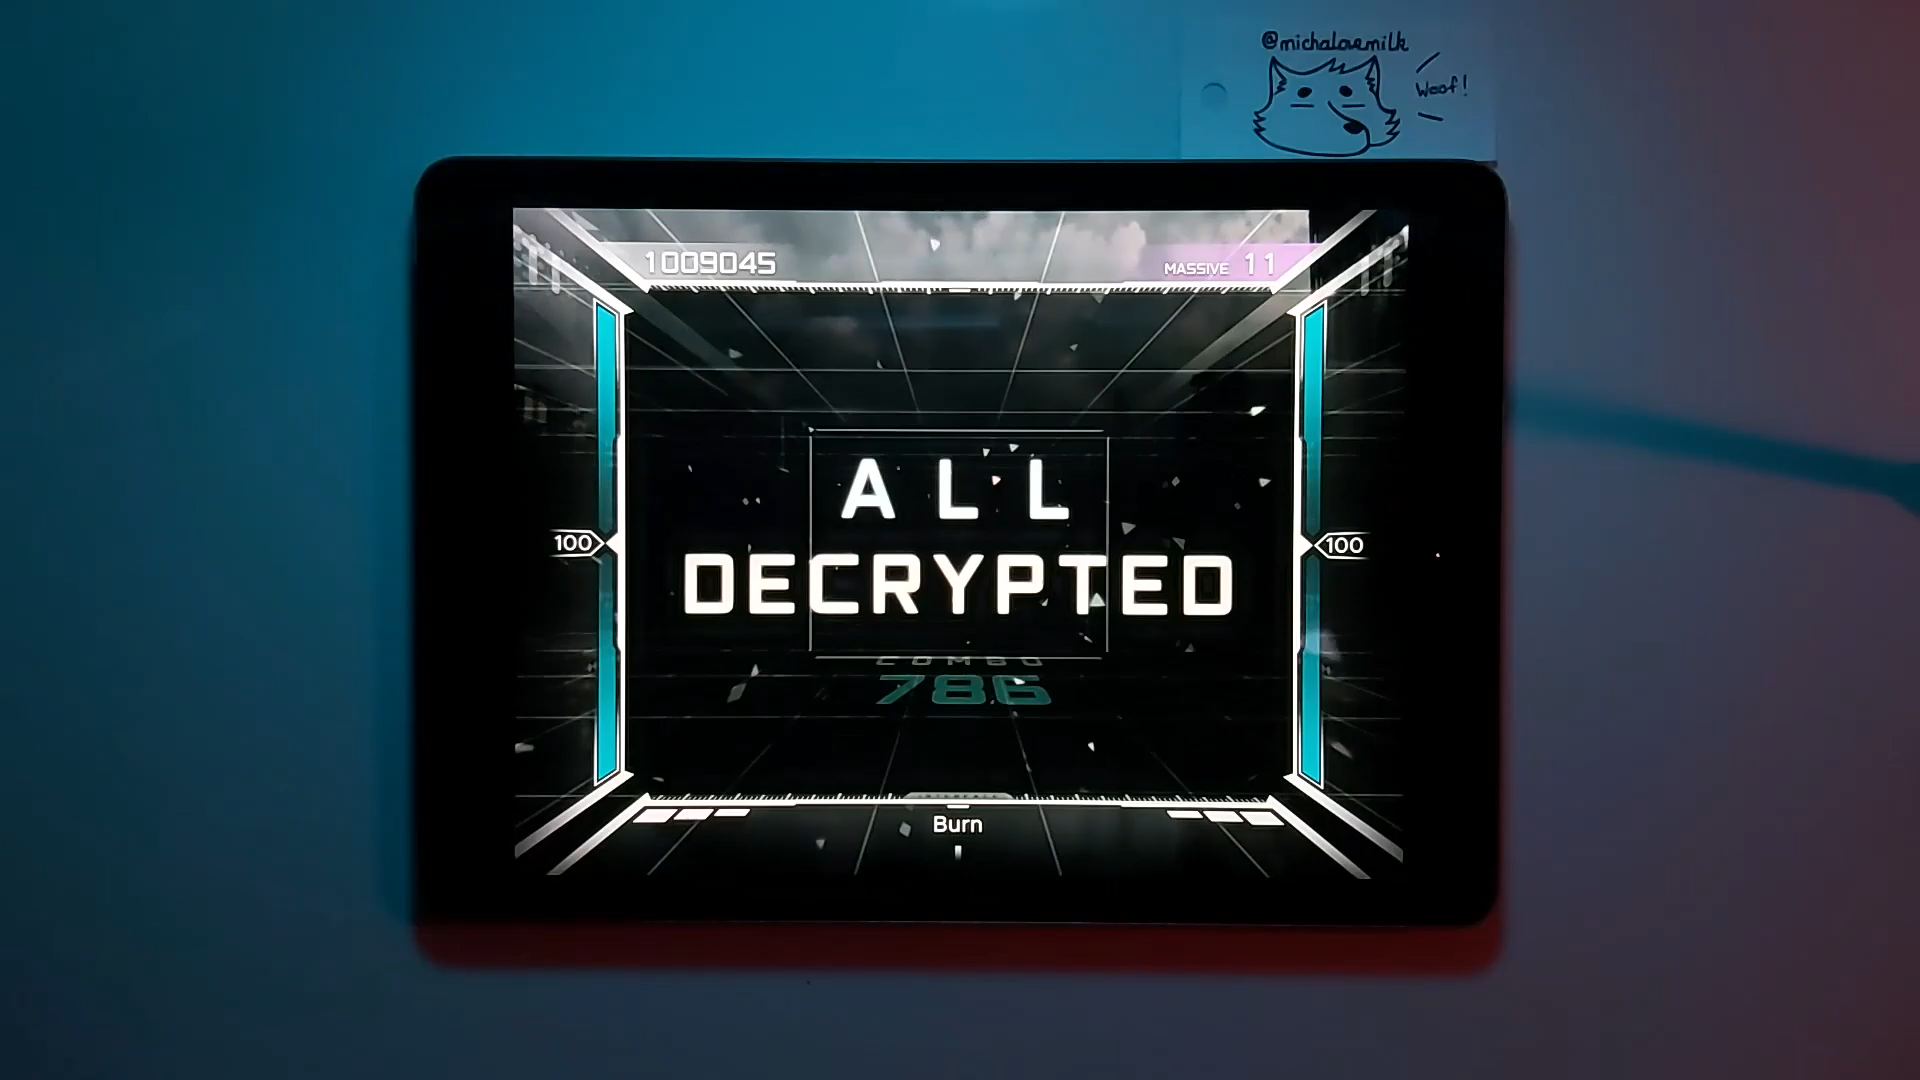 @michalovemilk
Woof!
1009045
MASSIVE 11
100
100
ALL
DECRYPTED
COMBO
786
Burn